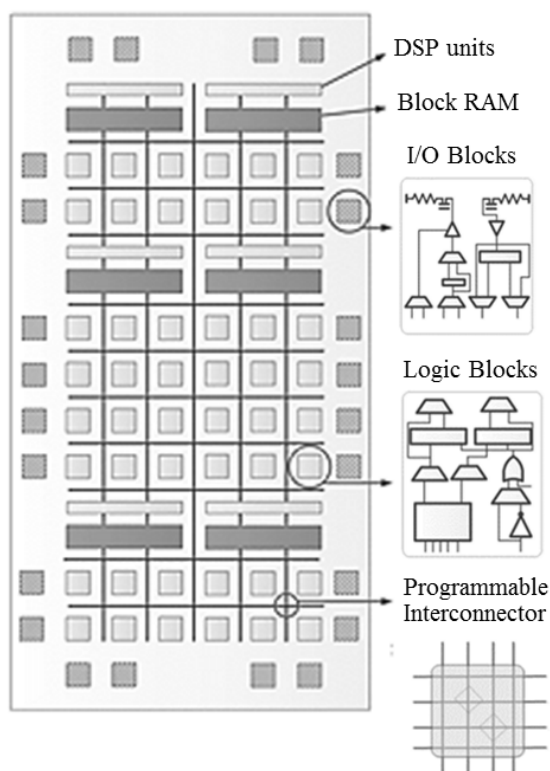 DSP units
Block RAM
I/O Blocks
Logic Blocks
Programmable
Interconnector